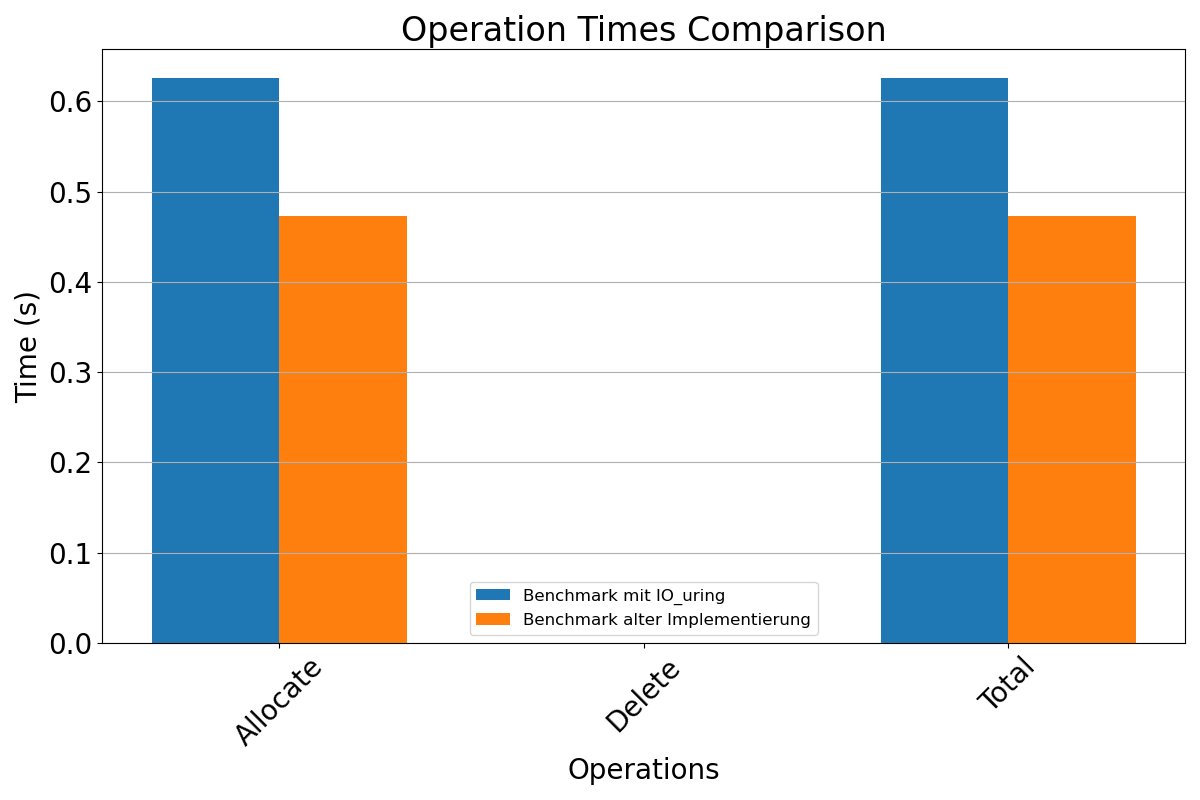 Operation Times Comparison
0.6
0.5
0.4
0.3
0.2
0.1
0.0
Time (s)
Benchmark mit IO_uring
Benchmark alter Implementierung
Allocate
Delete
Total
Operations